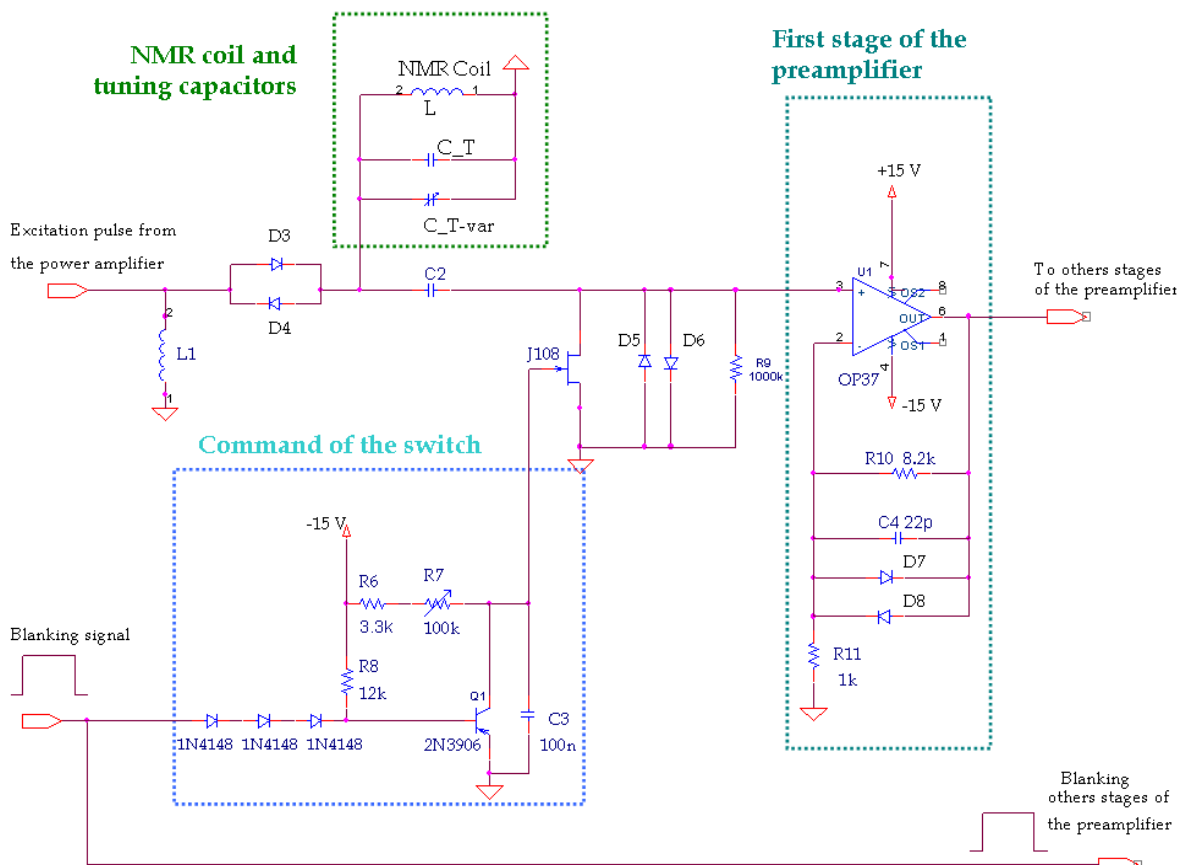 NMR coil and
tuning capacitors
NMR Coil
2
1
L
C_T
C_T-var
First stage of the
preamplifier
+15 V
Excitation pulse from
the power amplifier
D3
D4
C2
2
L1
1
J108
D5
D6
R9
1000k
U1
7
3
+
OS2
8
OUT
6
2
-
OS1
1
4
OP37
-15 V
To others stages
of the preamplifier
R10 8.2k
C4 22p
D7
D8
R11
1k
Command of the switch
-15 V
R6
3.3k
R7
100k
R8
12k
Q1
2N3906
C3
100n
Blanking signal
1N4148 1N4148 1N4148
Blanking
others stages of
the preamplifier